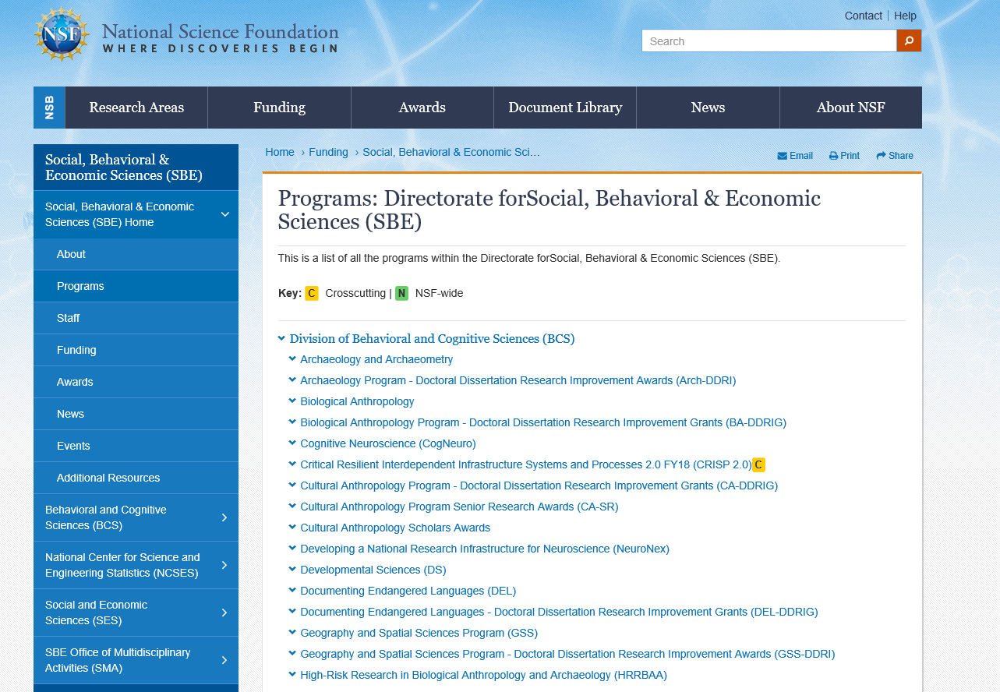 Contact | Help
NSF
National Science Foundation
WHERE DISCOVERIES BEGIN
Search
NSB
Research Areas
Funding
Awards
Document Library
News
About NSF
Social, Behavioral &
Economic Sciences (SBE)
Social, Behavioral & Economic
Sciences (SBE) Home
About
Programs
Staff
Funding
Awards
News
Events
Additional Resources
Behavioral and Cognitive
Sciences (BCS)
National Center for Science and
Engineering Statistics (NCSES)
Social and Economic
Sciences (SES)
SBE Office of Multidisciplinary
Activities (SMA)
Home › Funding › Social, Behavioral & Economic Sci…
Email Print Share
Programs: Directorate forSocial, Behavioral & Economic
Sciences (SBE)
This is a list of all the programs within the Directorate forSocial, Behavioral & Economic Sciences (SBE).
Key: C Crosscutting | N NSF-wide
Division of Behavioral and Cognitive Sciences (BCS)
Archaeology and Archaeometry
Archaeology Program - Doctoral Dissertation Research Improvement Awards (Arch-DDRI)
Biological Anthropology
Biological Anthropology Program - Doctoral Dissertation Research Improvement Grants (BA-DDRIG)
Cognitive Neuroscience (CogNeuro)
Critical Resilient Interdependent Infrastructure Systems and Processes 2.0 FY18 (CRISP 2.0) C
Cultural Anthropology Program - Doctoral Dissertation Research Improvement Grants (CA-DDRIG)
Cultural Anthropology Program Senior Research Awards (CA-SR)
Cultural Anthropology Scholars Awards
Developing a National Research Infrastructure for Neuroscience (NeuroNex)
Developmental Sciences (DS)
Documenting Endangered Languages (DEL)
Documenting Endangered Languages - Doctoral Dissertation Research Improvement Grants (DEL-DDRIG)
Geography and Spatial Sciences Program (GSS)
Geography and Spatial Sciences Program - Doctoral Dissertation Research Improvement Awards (GSS-DDRI)
High-Risk Research in Biological Anthropology and Archaeology (HRRBAA)